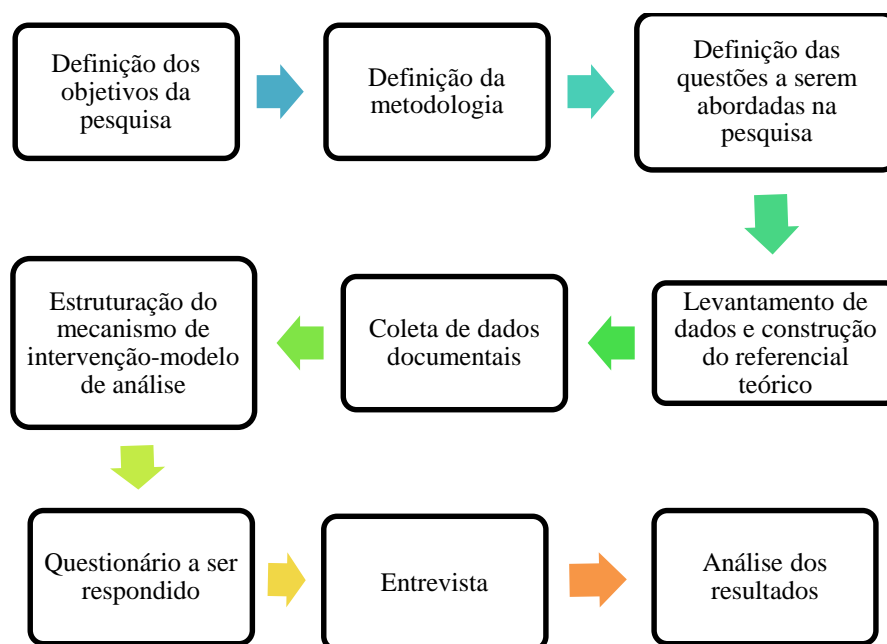 Definição dos
objetivos da
pesquisa
Definição da
metodologia
Definição das
questões a serem
abordadas na
pesquisa
Levantamento de
dados e construção
do referencial
teórico
Coleta de dados
documentais
Estruturação do
mecanismo de
intervenção-modelo
de análise
Questionário a ser
respondido
Entrevista
Análise dos
resultados